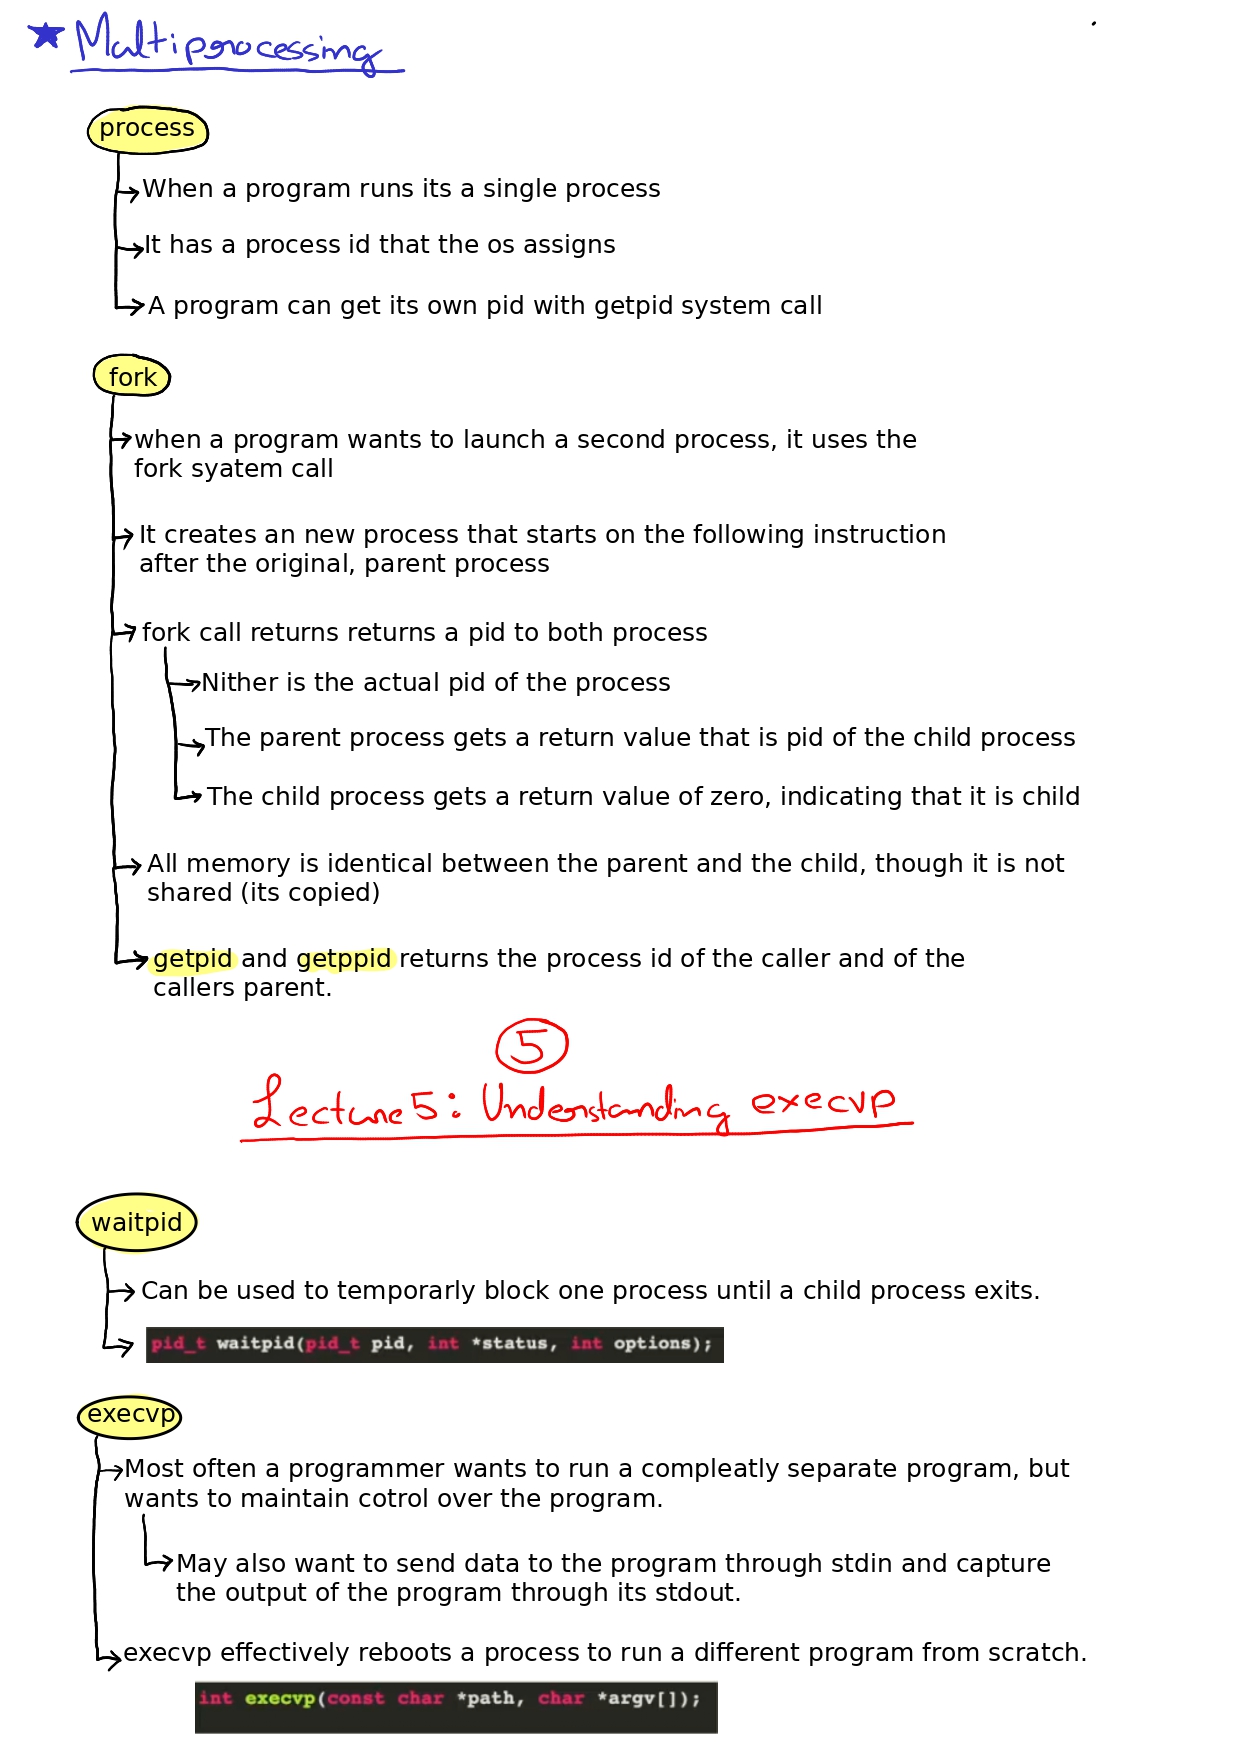 Multiprocessing
process
When a program runs its a single process
It has a process id that the os assigns
A program can get its own pid with getpid system call
fork
when a program wants to launch a second process, it uses the
fork syatem call
It creates an new process that starts on the following instruction
after the original, parent process
fork call returns returns a pid to both process
Nither is the actual pid of the process
The parent process gets a return value that is pid of the child process
The child process gets a return value of zero, indicating that it is child
All memory is identical between the parent and the child, though it is not
shared (its copied)
getpid and getppid returns the process id of the caller and of the
callers parent.
5
Lecture 5: Understanding execvp
waitpid
Can be used to temporarly block one process until a child process exits.
pid_t waitpid(pid_t pid, int *status, int options);
execvp
Most often a programmer wants to run a compleatly separate program, but
wants to maintain cotrol over the program.
May also want to send data to the program through stdin and capture
the output of the program through its stdout.
execvp effectively reboots a process to run a different program from scratch.
int execvp(const char *path, char *argv[]);